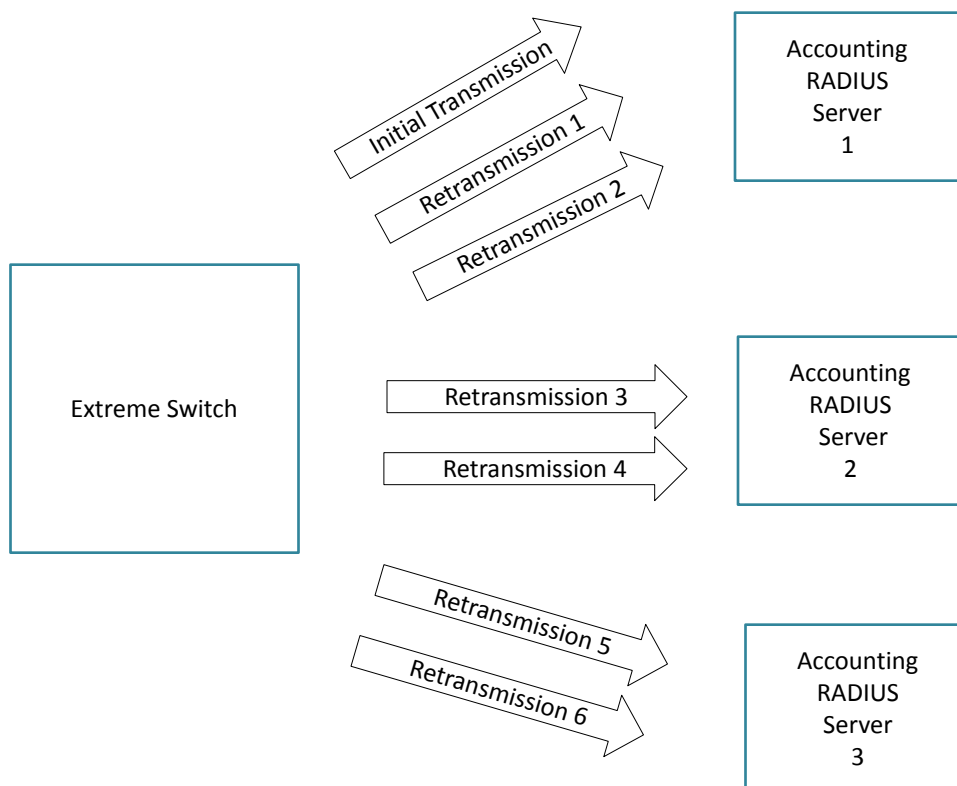 Initial Transmission
Retransmission 1
Retransmission 2
Accounting
RADIUS
Server
1
Extreme Switch
Retransmission 3
Retransmission 4
Accounting
RADIUS
Server
2
Retransmission 5
Retransmission 6
Accounting
RADIUS
Server
3